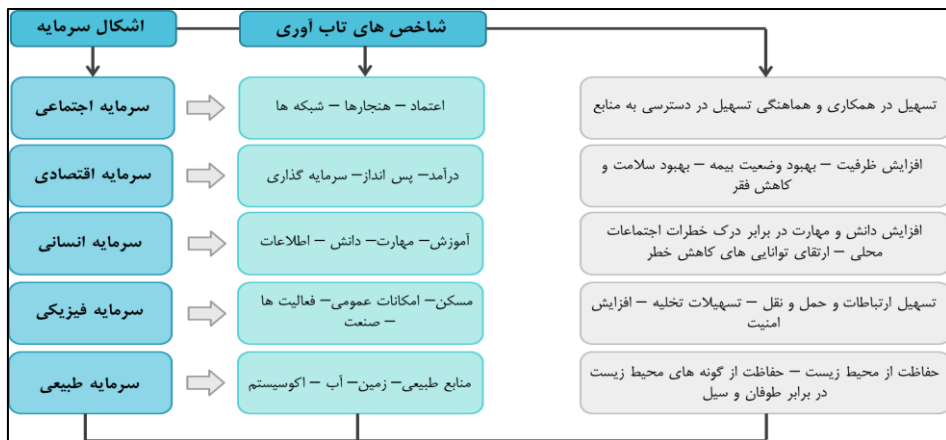 اشکال سرمایه
شاخص های تاب آوری
سرمایه اجتماعی
اعتماد – هنجارها – شبکه ها
تسهیل در همکاری و هماهنگی تسهیل در دسترسی به منابع
سرمایه اقتصادی
درآمد– پس انداز– سرمایه گذاری
افزایش ظرفیت – بهبود وضعیت بیمه – بهبود سلامت و
کاهش فقر
سرمایه انسانی
آموزش– مهارت– دانش – اطلاعات
افزایش دانش و مهارت در برابر درک خطرات اجتماعات
محلی – ارتقای توانایی های کاهش خطر
سرمایه فیزیکی
مسکن– امکانات عمومی – فعالیت ها
– صنعت
تسهیل ارتباطات و حمل و نقل – تسهیلات تخلیه – افزایش
امنیت
سرمایه طبیعی
منابع طبیعی– زمین– آب – اکوسیستم
حفاظت از محیط زیست – حفاظت از گونه های محیط زیست
در برابر طوفان و سیل